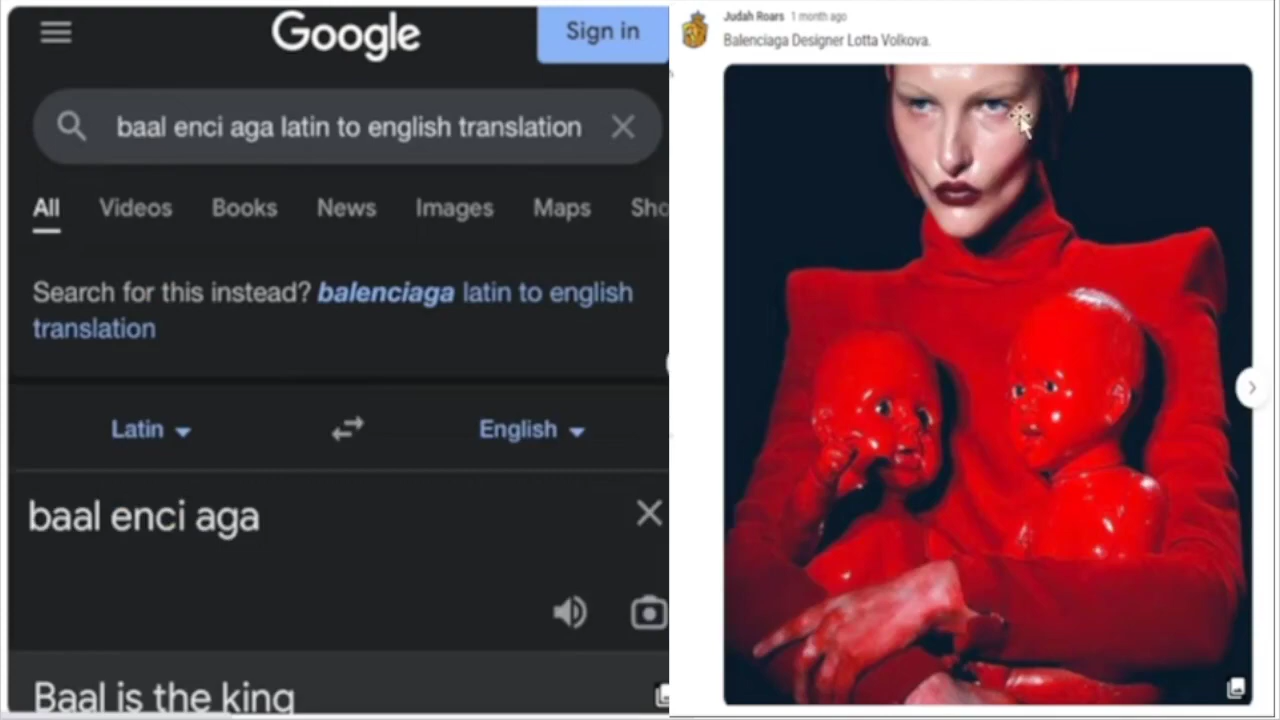 Google
Sign in
baal enci aga latin to english translation
All Videos Books News Images Maps Sho
Search for this instead? balenciaga latin to english
translation
Latin
English
baal enci aga
Baal is the king
Judah Roars 1 month ago
Balenciaga Designer Lotta Volkova.